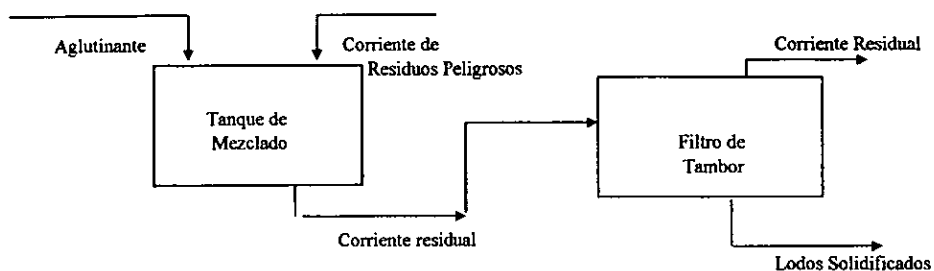 Aglutinante
Corriente de
Residuos Peligrosos
Corriente Residual
Tanque de
Mezclado
Filtro de
Tambor
Corriente residual
Lodos Solidificados